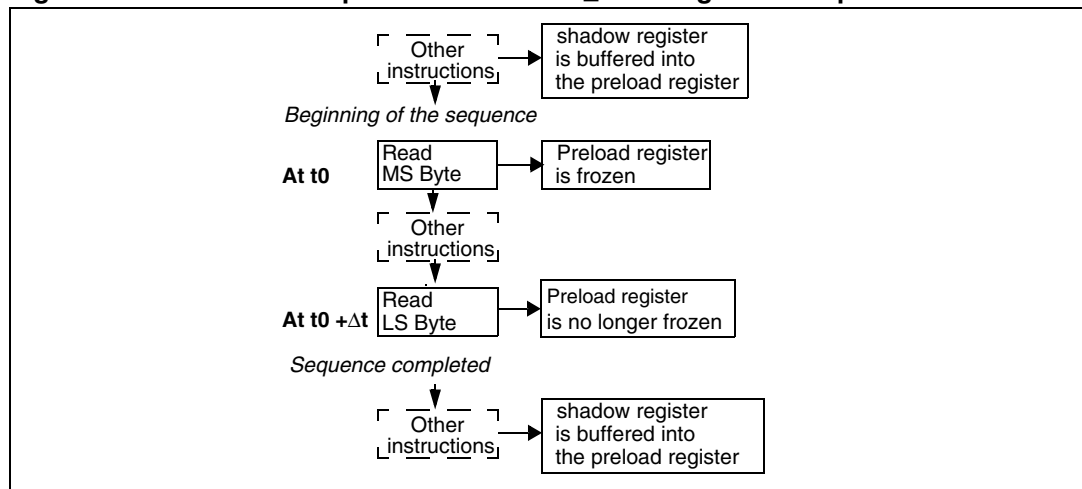 Other
instructions
shadow register
is buffered into
the preload register
Beginning of the sequence
At t0
Read
MS Byte
Preload register
is frozen
Other
instructions
At t0 +Δt
Read
LS Byte
Preload register
is no longer frozen
Sequence completed
Other
instructions
shadow register
is buffered into
the preload register